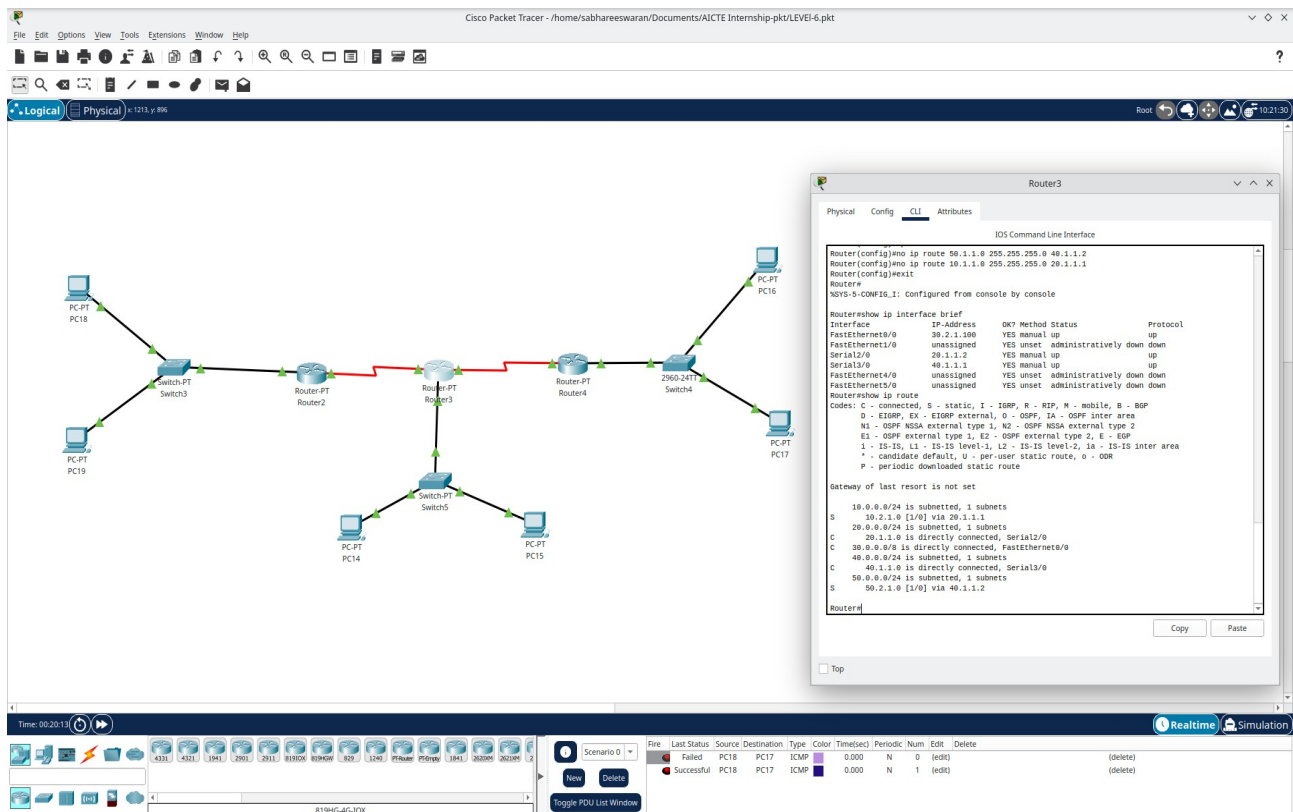 Cisco Packet Tracer - /home/sabhareeswaran/Documents/AICTE Internship-pkt/LEVEl-6.pkt
File Edit Options View Tools Extensions Window Help
?
Logical Physical x: 1213, y: 896 Root 10:21:30
PC-PT
PC18
PC-PT
PC19
Switch-PT
Switch3
Router-PT
Router2
Router-PT
Router3
Router-PT
Router4
2960-24TT
Switch4
PC-PT
PC16
PC-PT
PC17
Switch-PT
Switch5
PC-PT
PC14
PC-PT
PC15
Router3
Physical Config CLI Attributes
IOS Command Line Interface
Router(config)#no ip route 50.1.1.0 255.255.255.0 40.1.1.2
Router(config)#no ip route 10.1.1.0 255.255.255.0 20.1.1.1
Router(config)#exit
Router#
%SYS-5-CONFIG_I: Configured from console by console
Router#show ip interface brief
Interface IP-Address OK? Method Status Protocol
FastEthernet0/0 30.2.1.100 YES manual up up
FastEthernet1/0 unassigned YES unset administratively down down
Serial2/0 20.1.1.2 YES manual up up
Serial3/0 40.1.1.1 YES manual up up
FastEthernet4/0 unassigned YES unset administratively down down
FastEthernet5/0 unassigned YES unset administratively down down
Router#show ip route
Codes: C - connected, S - static, I - IGRP, R - RIP, M - mobile, B - BGP
D - EIGRP, EX - EIGRP external, O - OSPF, IA - OSPF inter area
N1 - OSPF NSSA external type 1, N2 - OSPF NSSA external type 2
E1 - OSPF external type 1, E2 - OSPF external type 2, E - EGP
i - IS-IS, L1 - IS-IS level-1, L2 - IS-IS level-2, ia - IS-IS inter area
* - candidate default, U - per-user static route, o - ODR
P - periodic downloaded static route
Gateway of last resort is not set
10.0.0.0/24 is subnetted, 1 subnets
S 10.2.1.0 [1/0] via 20.1.1.1
20.0.0.0/24 is subnetted, 1 subnets
C 20.1.1.0 is directly connected, Serial2/0
C 30.0.0.0/8 is directly connected, FastEthernet0/0
40.0.0.0/24 is subnetted, 1 subnets
C 40.1.1.0 is directly connected, Serial3/0
50.0.0.0/24 is subnetted, 1 subnets
S 50.2.1.0 [1/0] via 40.1.1.2
Router#
Copy Paste
Top
Time: 00:20:13 Realtime Simulation
4331 4321 1941 2901 2911 819IOX 819HGW 829 1240 PT-Router PT-Empty 1841 2620XM 2621XM 2
819HG-4G-IOX
Scenario 0
New Delete
Toggle PDU List Window
Fire Last Status Source Destination Type Color Time(sec) Periodic Num Edit Delete
Failed PC18 PC17 ICMP 0.000 N 0 (edit) (delete)
Successful PC18 PC17 ICMP 0.000 N 1 (edit) (delete)